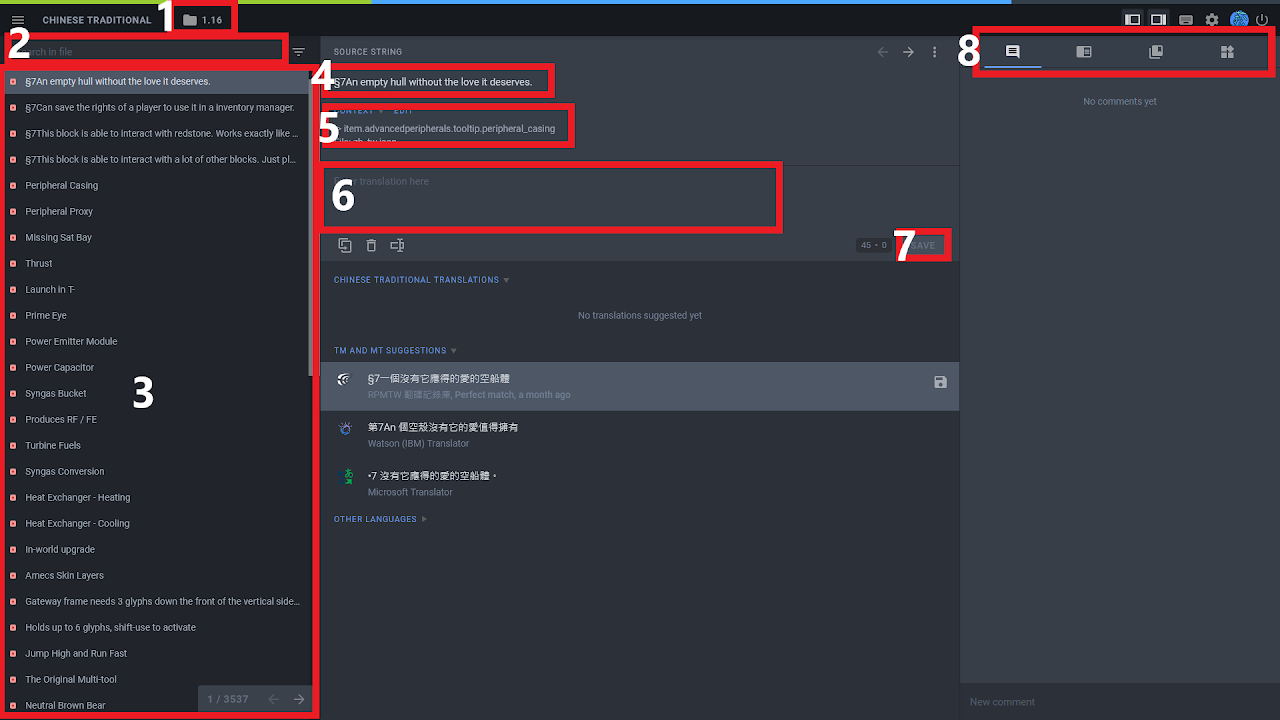 CHINESE TRADITIONAL
1
1.16
2
search in file
3
§7An empty hull without the love it deserves.
§7Can save the rights of a player to use it in a inventory manager.
§7This block is able to interact with redstone. Works exactly like ...
§7This block is able to interact with a lot of other blocks. Just pl...
Peripheral Casing
Peripheral Proxy
Missing Sat Bay
Thrust
Launch in T-
Prime Eye
Power Emitter Module
Power Capacitor
Syngas Bucket
Produces RF / FE
Turbine Fuels
Syngas Conversion
Heat Exchanger - Heating
Heat Exchanger - Cooling
In-world upgrade
Amecs Skin Layers
Gateway frame needs 3 glyphs down the front of the vertical side...
Holds up to 6 glyphs, shift-use to activate
Jump High and Run Fast
The Original Multi-tool
Neutral Brown Bear
1 / 3537
SOURCE STRING
4
§7An empty hull without the love it deserves.
5
CONTEXT
EDIT
item.advancedperipherals.tooltip.peripheral_casing
6
translation here
45 • 0
7
SAVE
CHINESE TRADITIONAL TRANSLATIONS
No translations suggested yet
TM AND MT SUGGESTIONS
§7一個沒有它應得的愛的空船體
RPMTW 翻譯記錄庫, Perfect match, a month ago
第7An 個空殼沒有它的愛值得擁有
Watson (IBM) Translator
•7 沒有它應得的愛的空船體。
Microsoft Translator
OTHER LANGUAGES
8
No comments yet
New comment